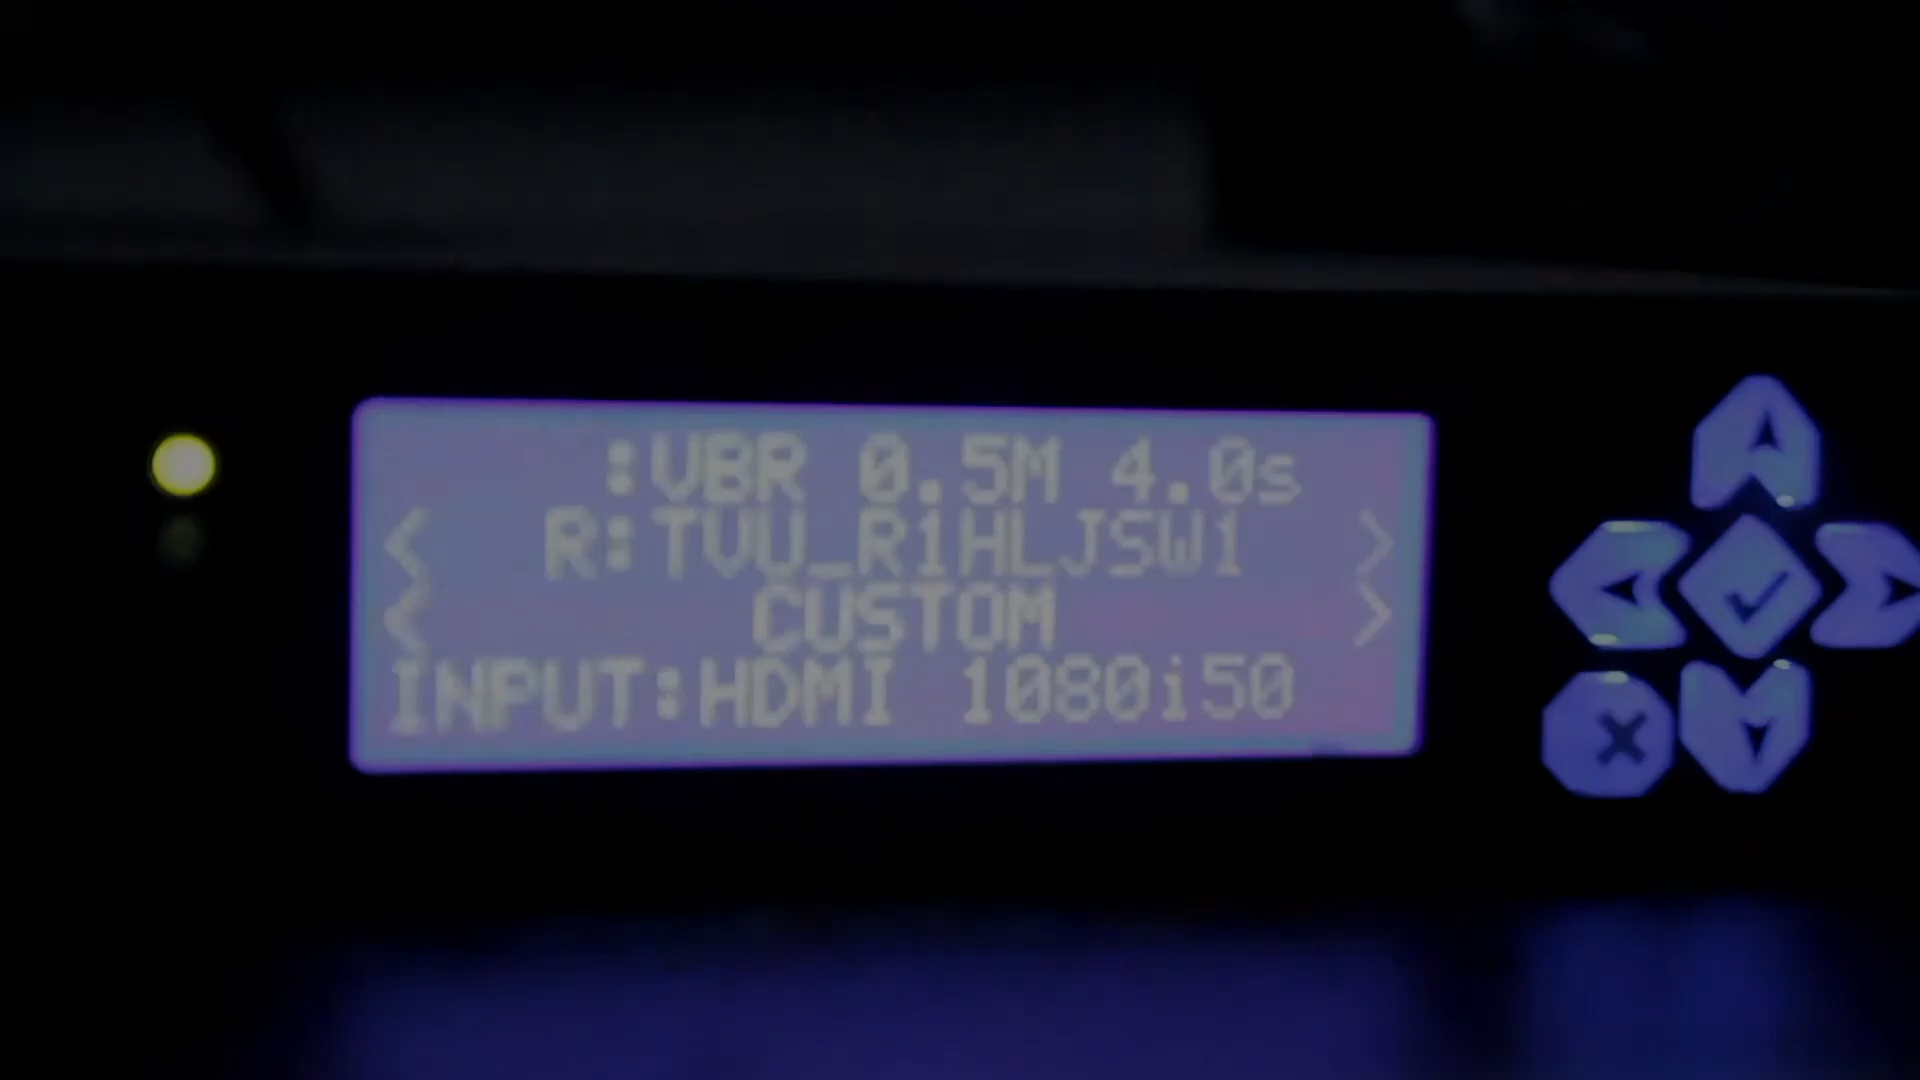 :VBR 0.5M 4.0s
< R:TVU_R1HLJSW1 >
< CUSTOM >
INPUT:HDMI 1080i50